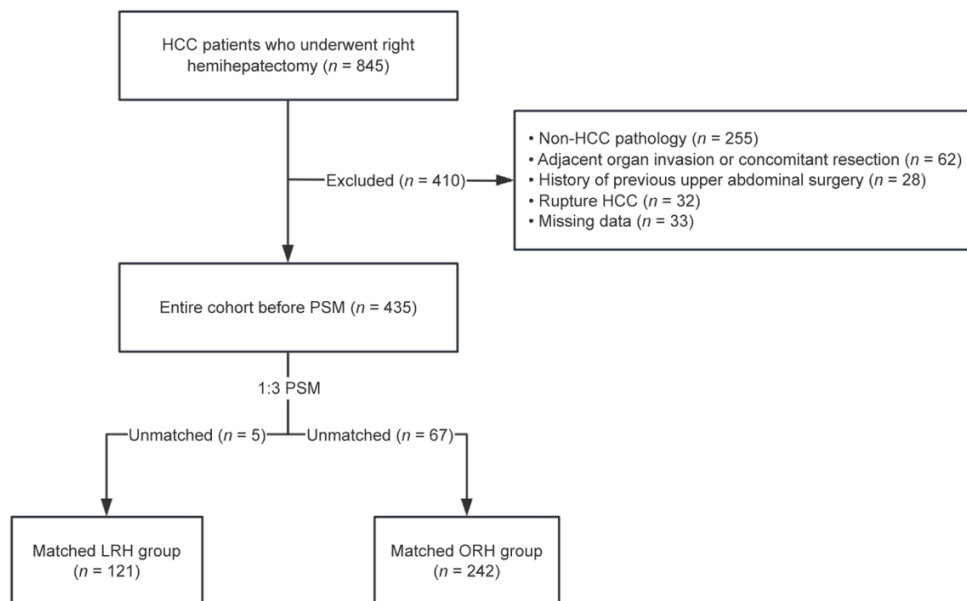 HCC patients who underwent right
hemihepatectomy (n = 845)
Excluded (n = 410)
• Non-HCC pathology (n = 255)
• Adjacent organ invasion or concomitant resection (n = 62)
• History of previous upper abdominal surgery (n = 28)
• Rupture HCC (n = 32)
• Missing data (n = 33)
Entire cohort before PSM (n = 435)
1:3 PSM
Unmatched (n = 5)
Unmatched (n = 67)
Matched LRH group
(n = 121)
Matched ORH group
(n = 242)